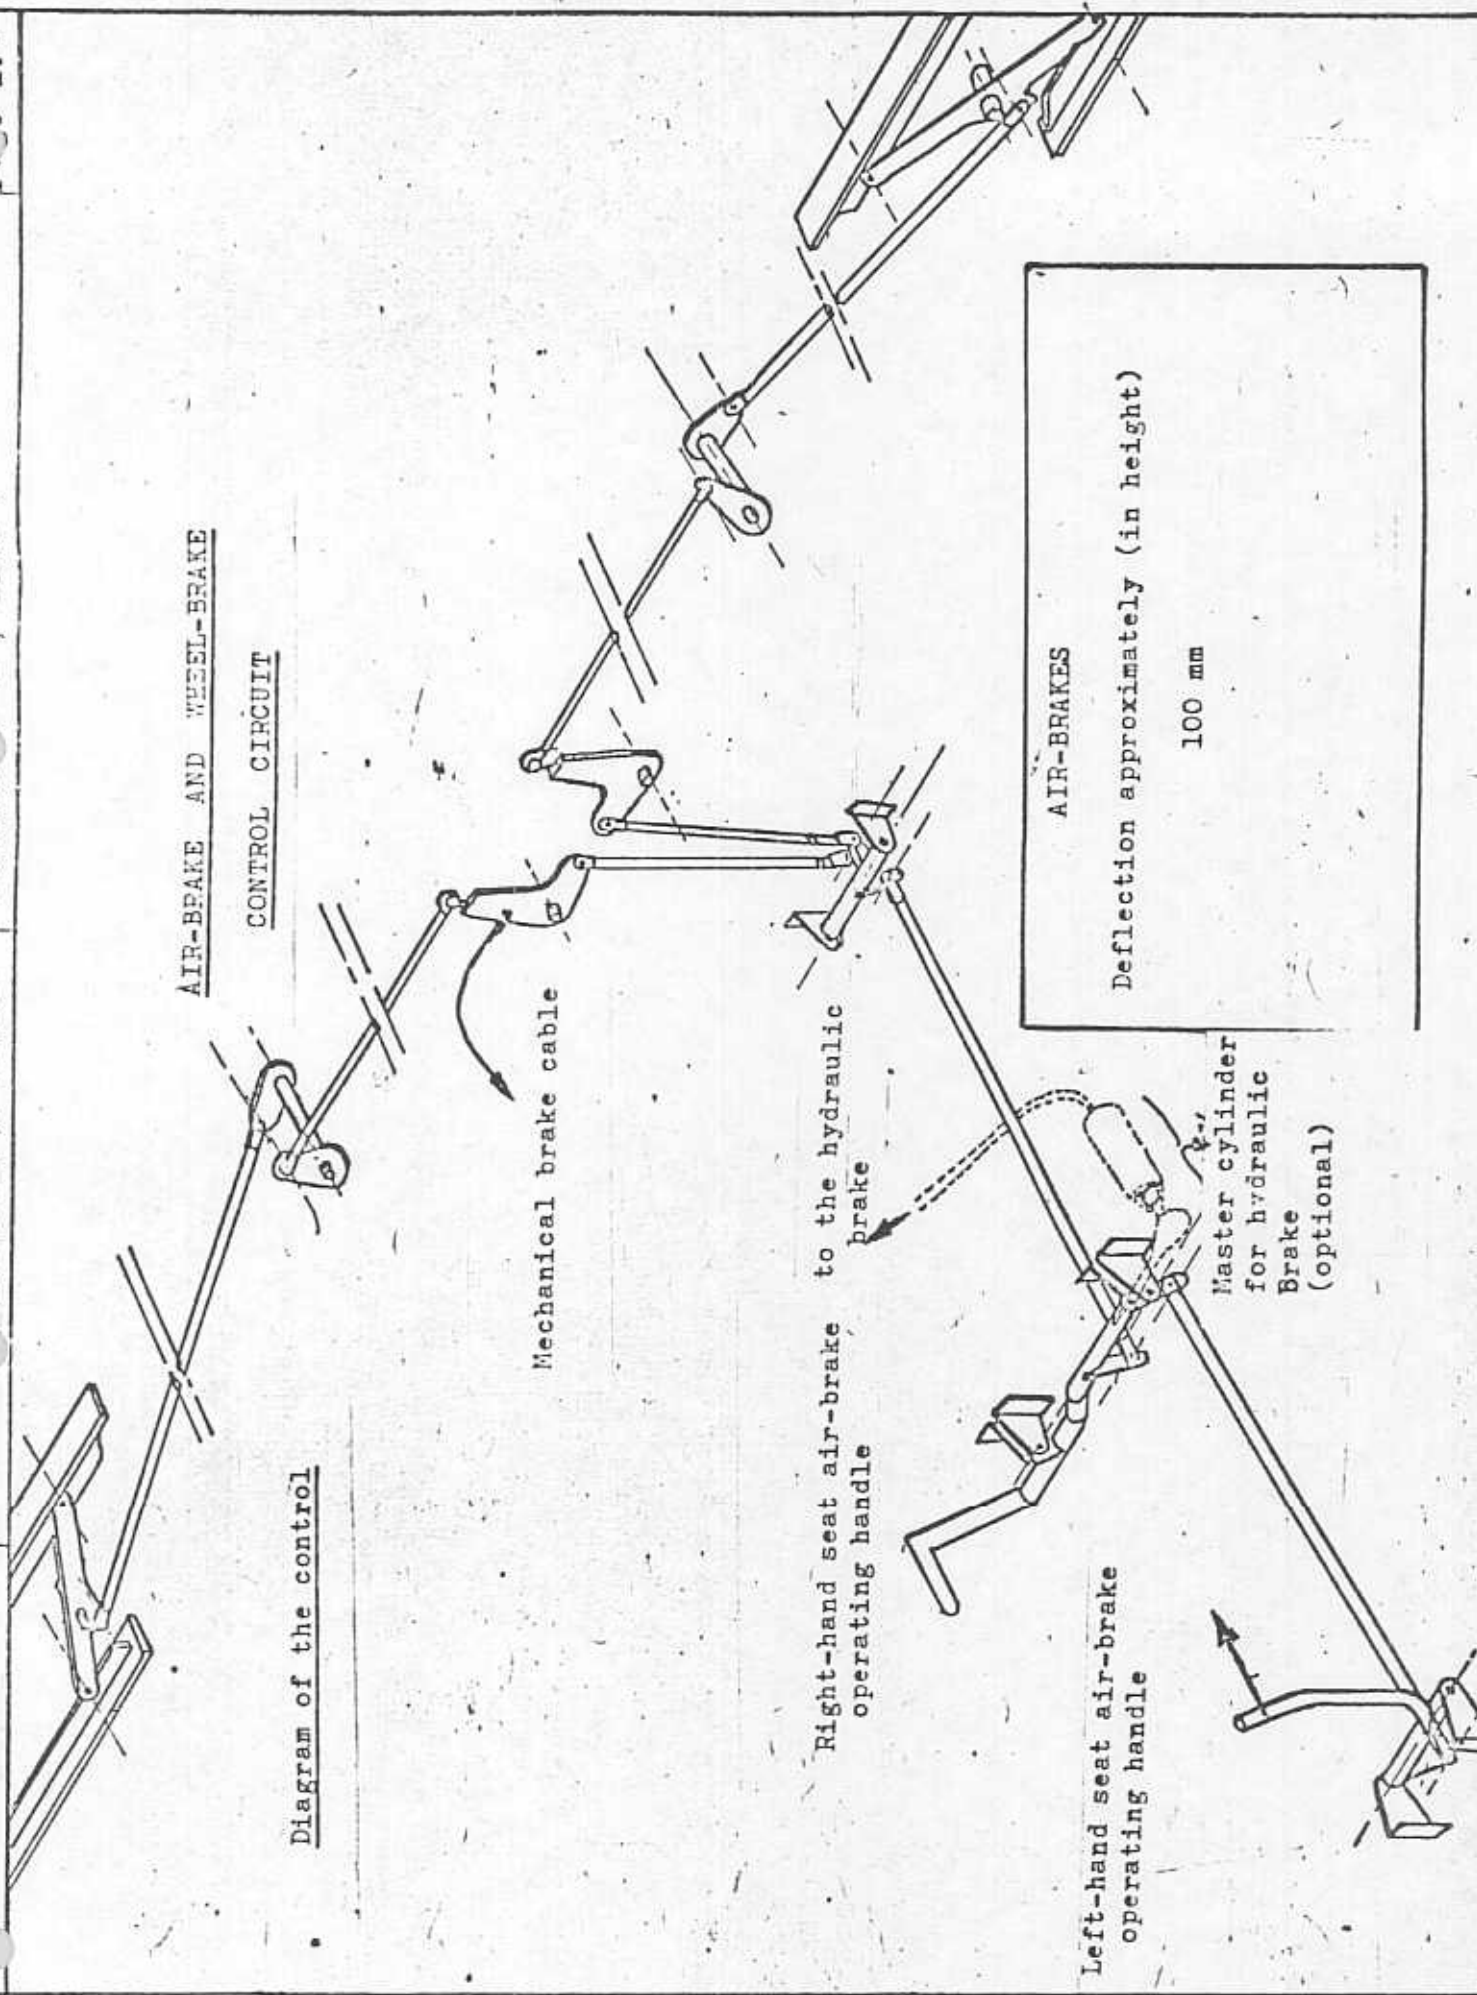 AIR-BRAKE AND WHEEL-BRAKE
CONTROL CIRCUIT
Diagram of the control
Mechanical brake cable
Right-hand seat air-brake
operating handle
to the hydraulic
brake
Left-hand seat air-brake
operating handle
Master cylinder
for hydraulic
Brake
(optional)
AIR-BRAKES
Deflection approximately (in height)
100 mm